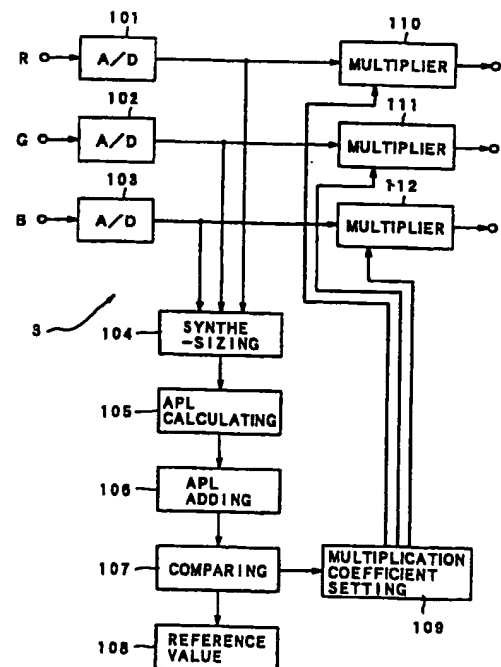 101
110
R
A/D
MULTIPLIER
102
111
G
A/D
MULTIPLIER
103
112
B
A/D
MULTIPLIER
S
104
SYNTHE
-SIZING
105
APL
CALCULATING
106
APL
ADDING
107
COMPARING
MULTIPLICATION
COEFFICIENT
SETTING
109
108
REFERENCE
VALUE